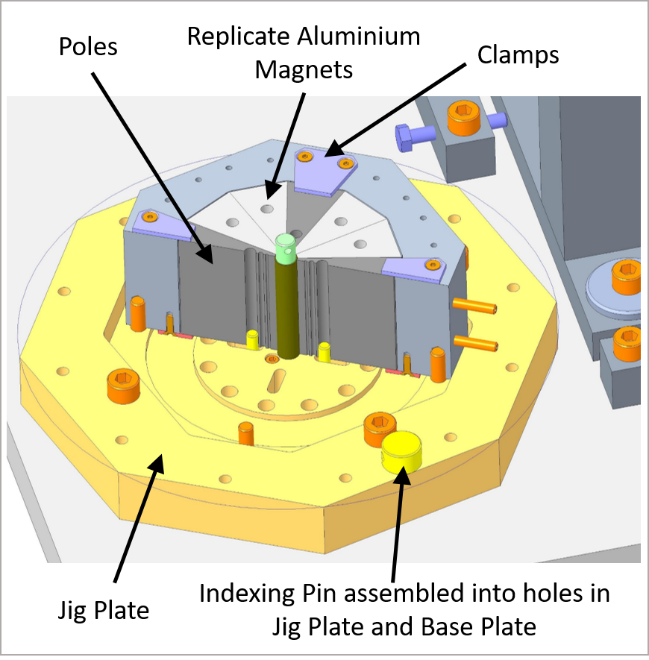 Poles
Replicate Aluminium
Magnets
Clamps
Jig Plate
Indexing Pin assembled into holes in
Jig Plate and Base Plate